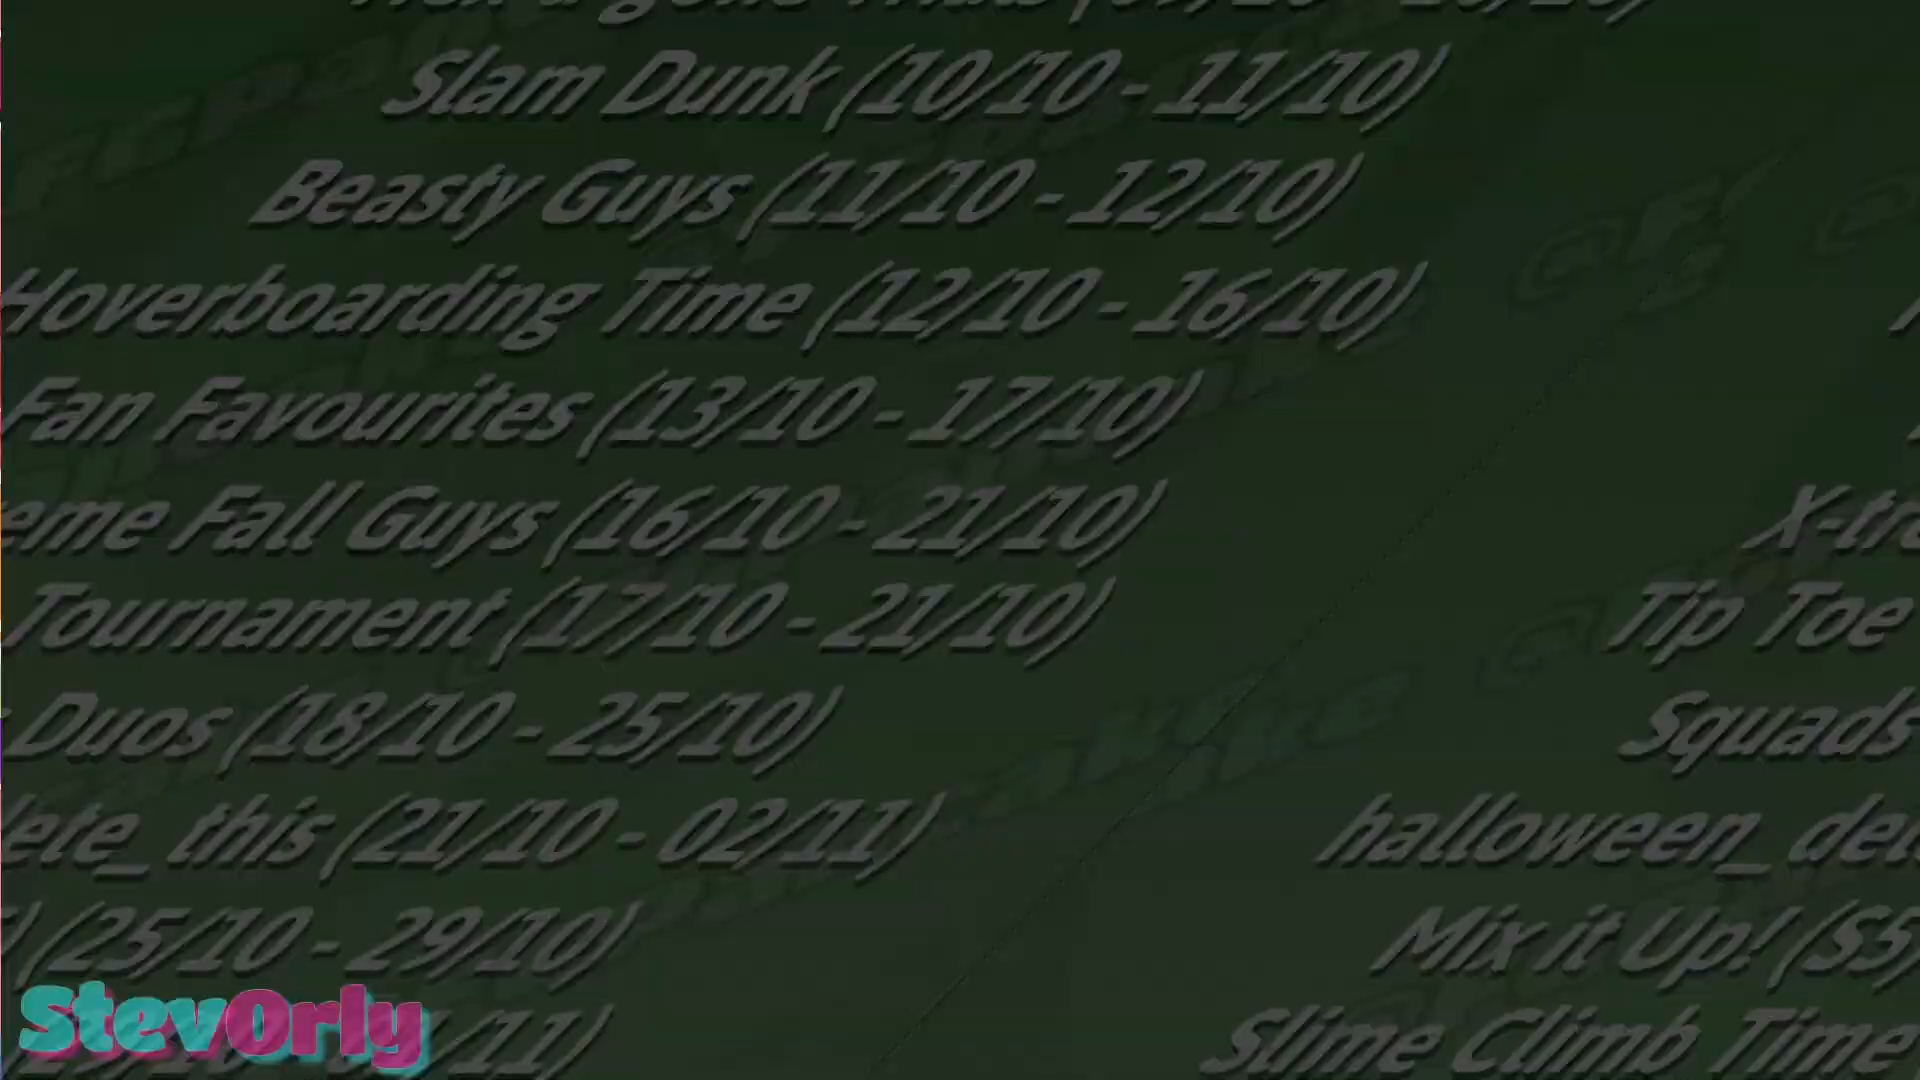 Slam Dunk (10/10 - 11/10)
Beasty Guys (11/10 - 12/10)
Hoverboarding Time (12/10 - 16/10)
Fan Favourites (13/10 - 17/10)
eme Fall Guys (16/10 - 21/10)
X-tra
Tournament (17/10 - 21/10)
Tip Toe
Duos (18/10 - 25/10)
Squads
lete_this (21/10 - 02/11)
halloween_del
(25/10 - 29/10)
Mix it Up! (S5)
/11)
Slime Climb Time
StevOrly